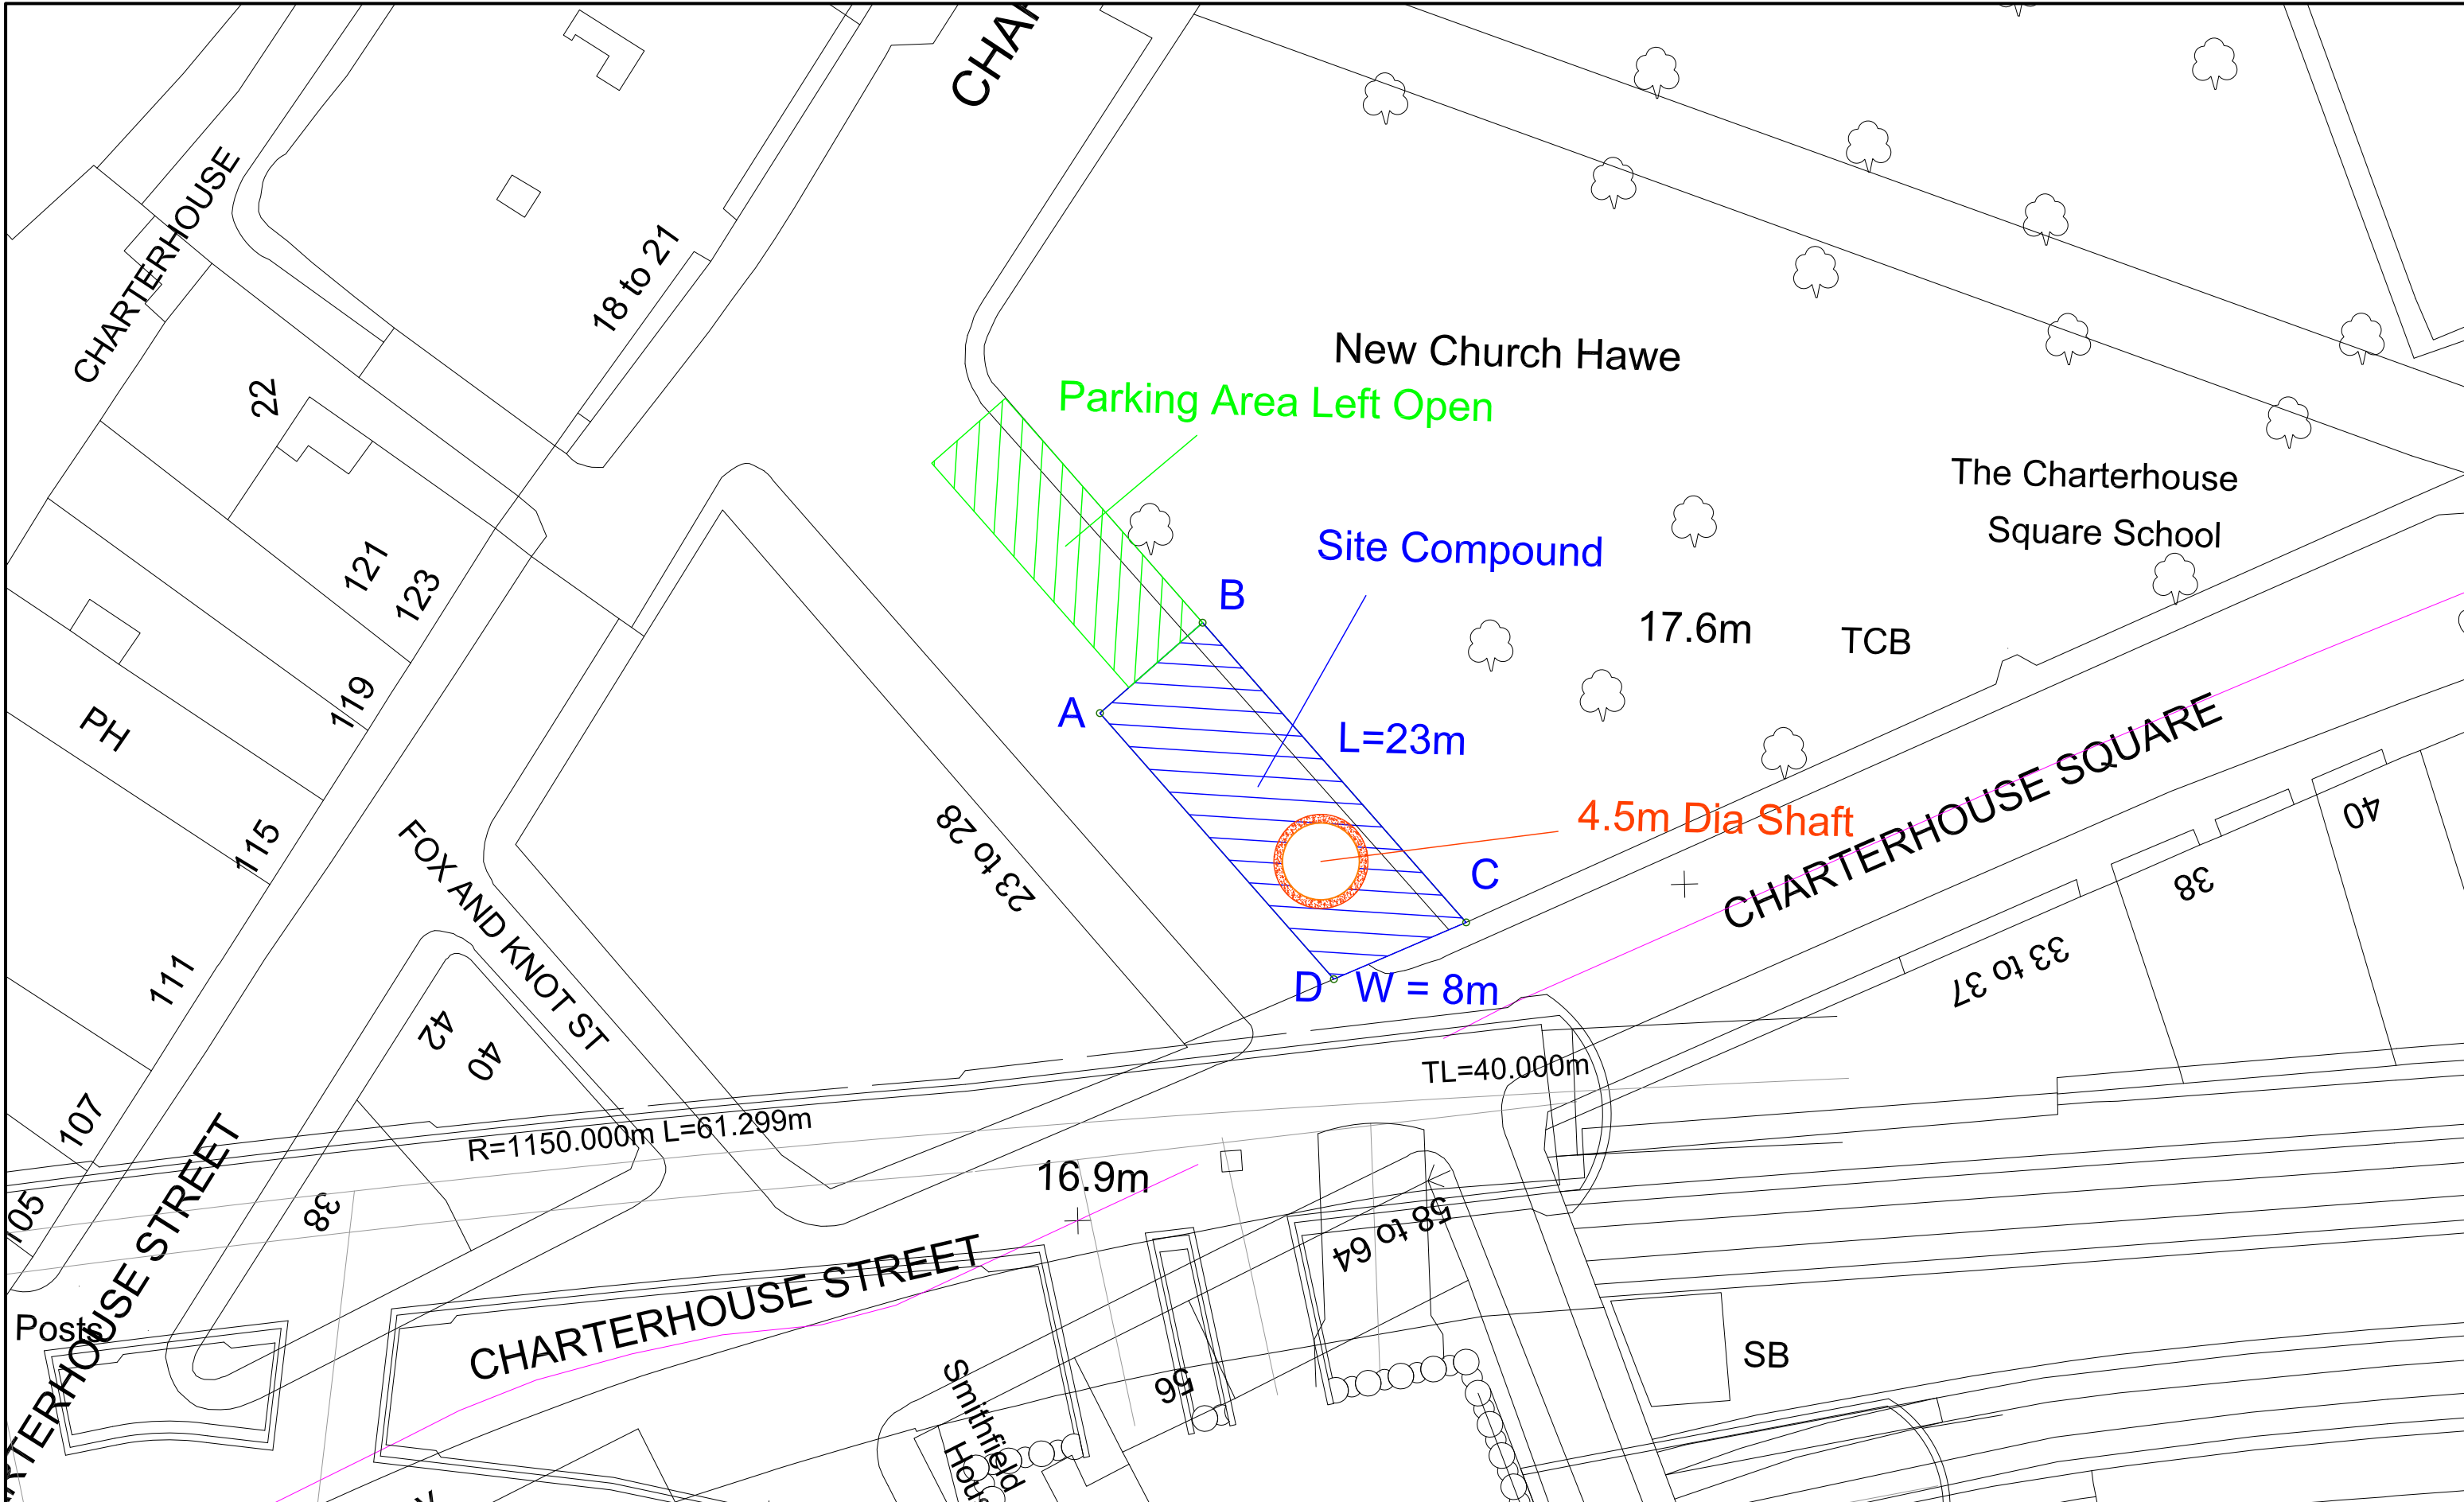 CHAR
CHARTERHOUSE
18 to 21
22
New Church Hawe
Parking Area Left Open
The Charterhouse
Square School
Site Compound
121
123
B
17.6m
TCB
119
PH
A
L=23m
CHARTERHOUSE SQUARE
4.5m Dia Shaft
40
23 to 28
115
FOX AND KNOT ST
C
38
111
33 to 37
D
W = 8m
42
40
TL=40.000m
107
R=1150.000m L=61.299m
16.9m
38
105
58 to 64
CHARTERHOUSE STREET
CHARTERHOUSE STREET
Posts
SB
56
Smithfield
Hous